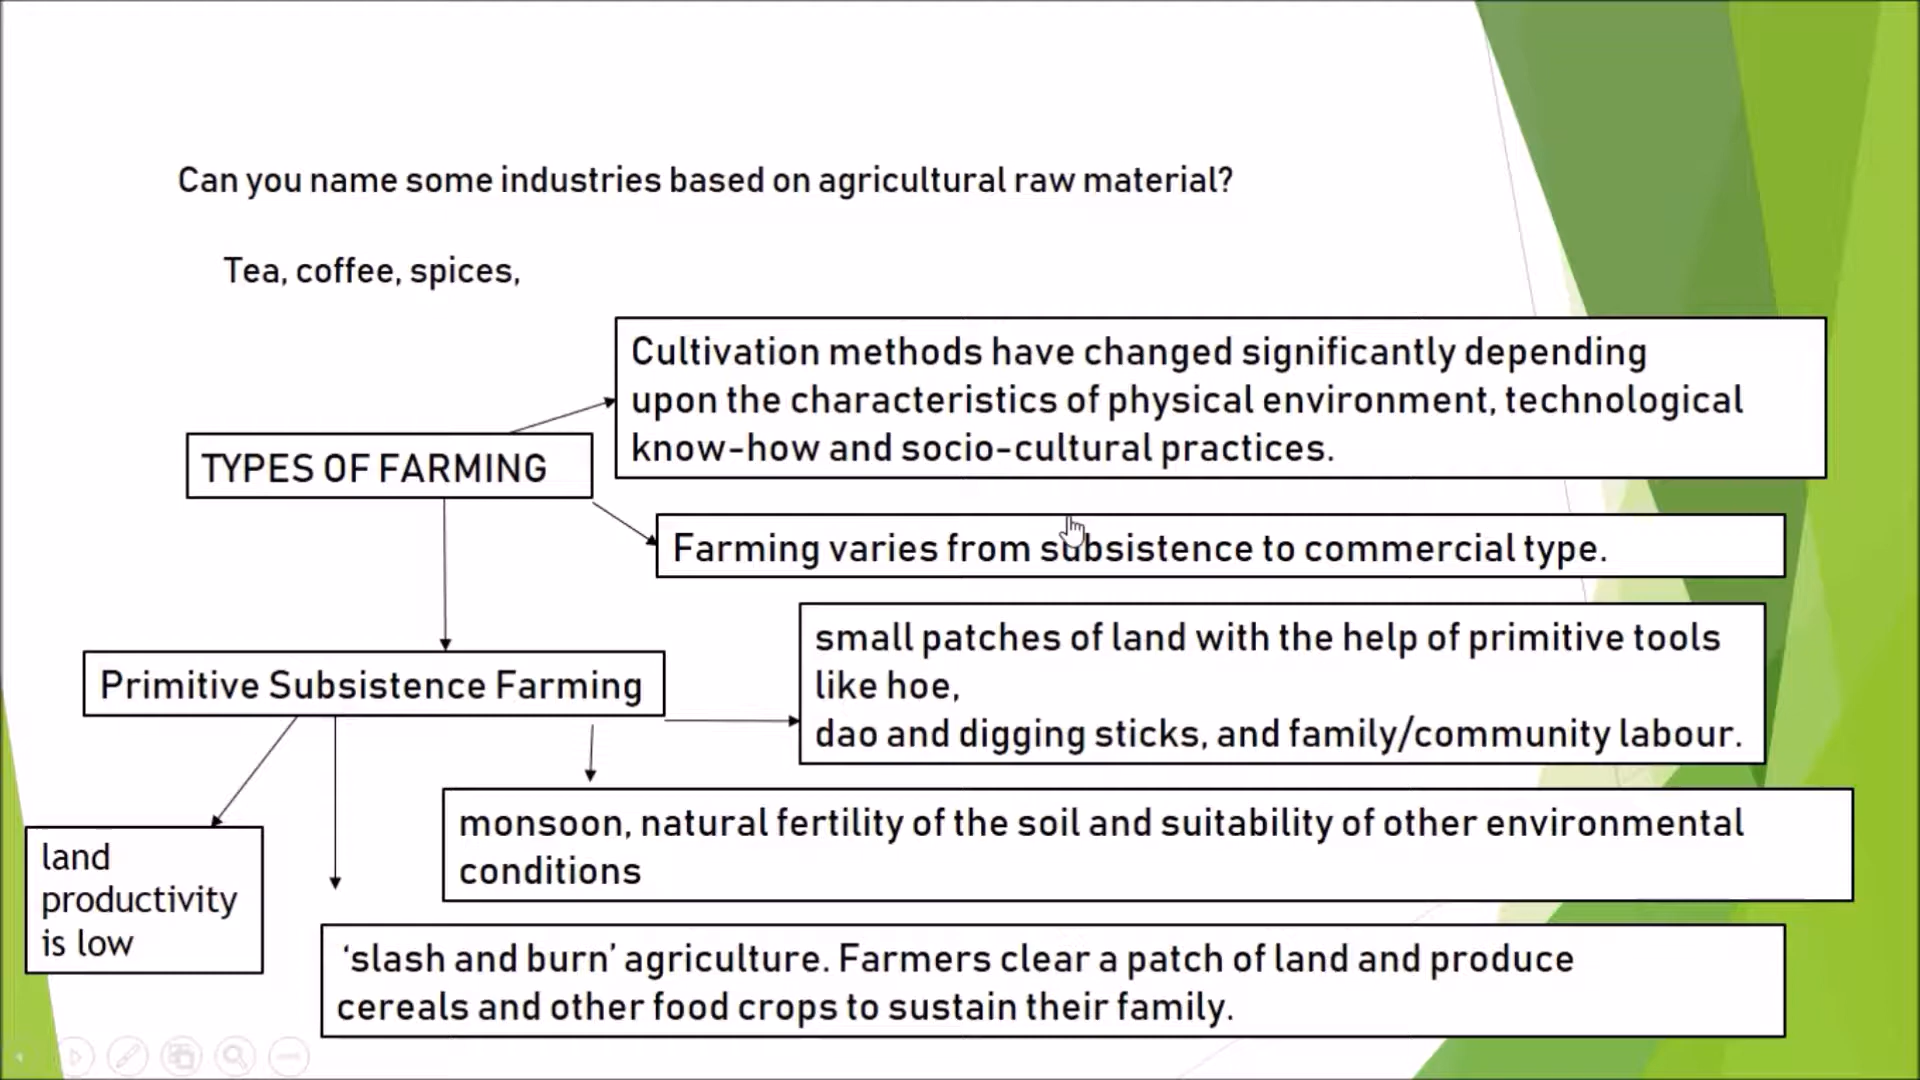 Can you name some industries based on agricultural raw material?
Tea, coffee, spices,
Cultivation methods have changed significantly depending
upon the characteristics of physical environment, technological
know-how and socio-cultural practices.
TYPES OF FARMING
Farming varies from subsistence to commercial type.
small patches of land with the help of primitive tools
like hoe,
dao and digging sticks, and family/community labour.
Primitive Subsistence Farming
monsoon, natural fertility of the soil and suitability of other environmental
conditions
land
productivity
is low
‘slash and burn’ agriculture. Farmers clear a patch of land and produce
cereals and other food crops to sustain their family.